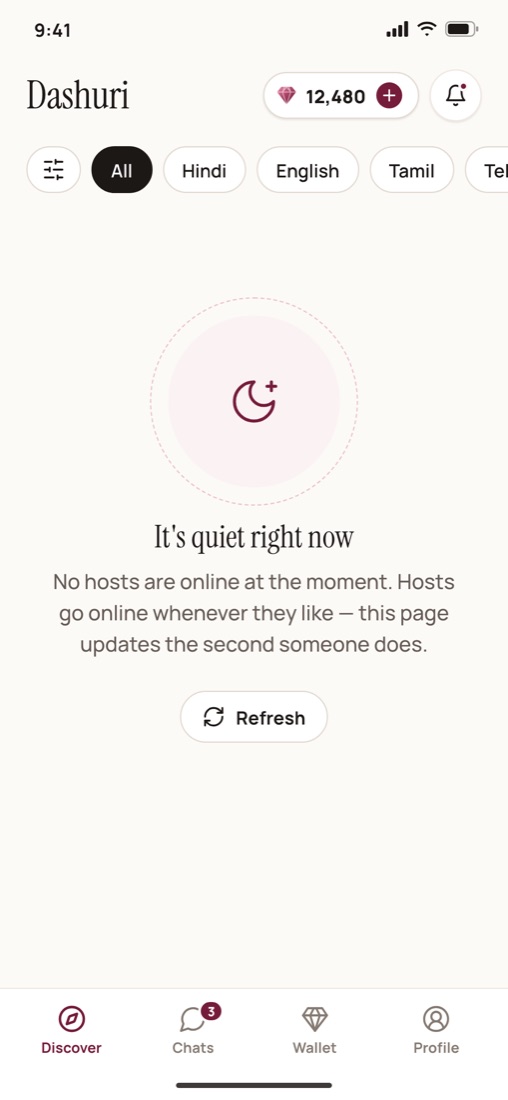 9:41
Dashuri
12,480
All
Hindi
English
Tamil
Tel
It's quiet right now
No hosts are online at the moment. Hosts
go online whenever they like — this page
updates the second someone does.
Refresh
3
Discover
Chats
Wallet
Profile